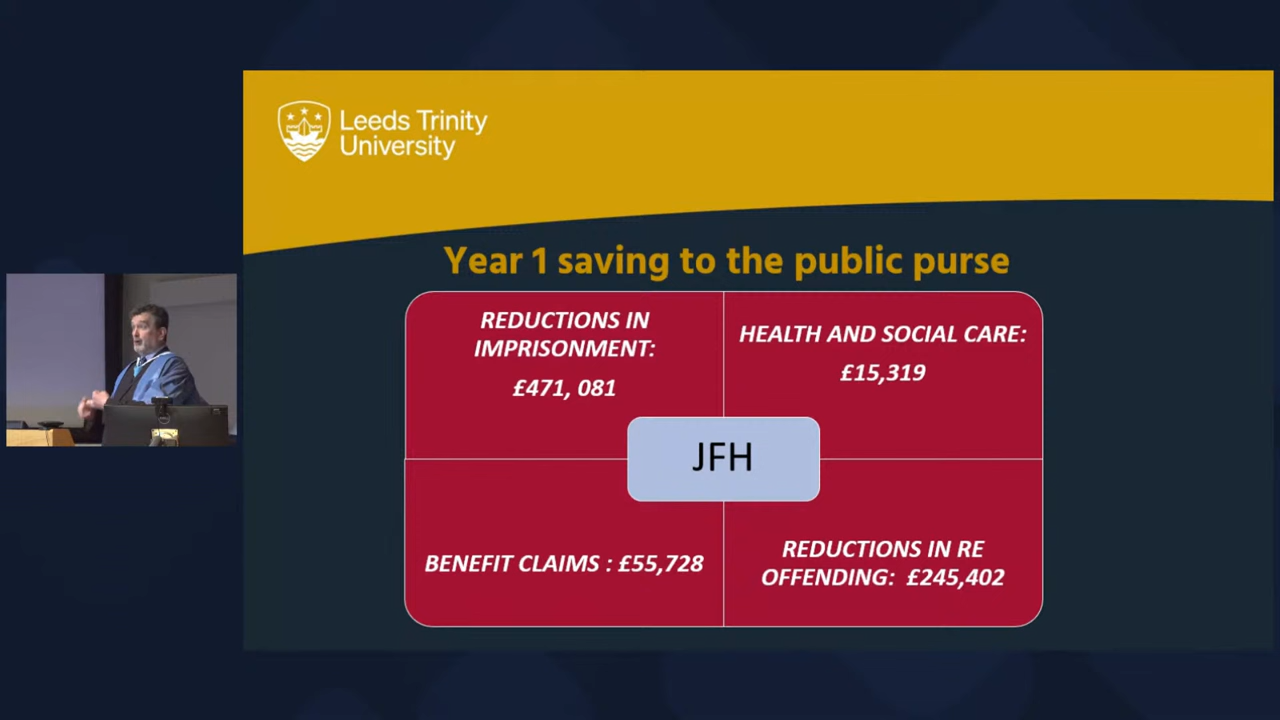 Leeds Trinity
University
Year 1 saving to the public purse
REDUCTIONS IN
IMPRISONMENT:
£471, 081
HEALTH AND SOCIAL CARE:
£15,319
JFH
BENEFIT CLAIMS : £55,728
REDUCTIONS IN RE
OFFENDING: £245,402